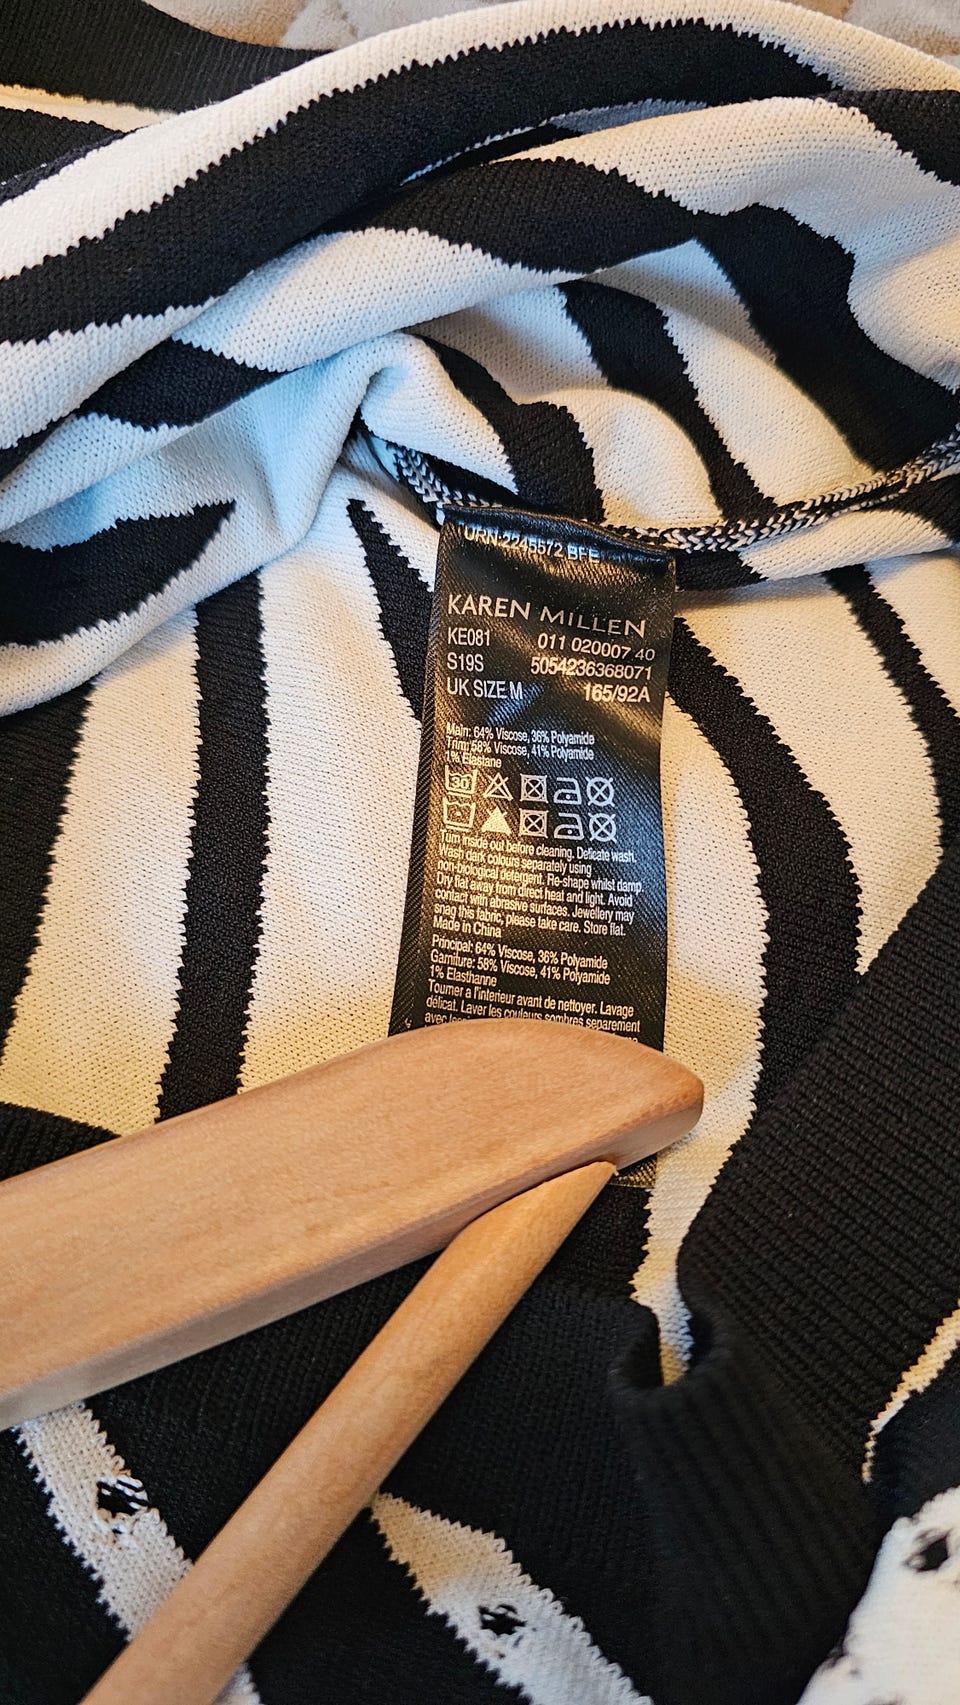 URN:2245572 BFE
KAREN MILLEN
KE081 011 020007 40
S19S 5054236368071
UK SIZE M 165/92A
Main: 64% Viscose, 36% Polyamide
Trim: 58% Viscose, 41% Polyamide
1% Elastane
30
Turn inside out before cleaning. Delicate wash.
Wash dark colours separately using
non-biological detergent. Re-shape whilst damp.
Dry flat away from direct heat and light. Avoid
contact with abrasive surfaces. Jewellery may
snag this fabric, please take care. Store flat.
Made in China
Principal: 64% Viscose, 36% Polyamide
Garniture: 58% Viscose, 41% Polyamide
1% Elasthanne
Tourner a l'interieur avant de nettoyer. Lavage
délicat. Laver les couleurs sombres separement
avec